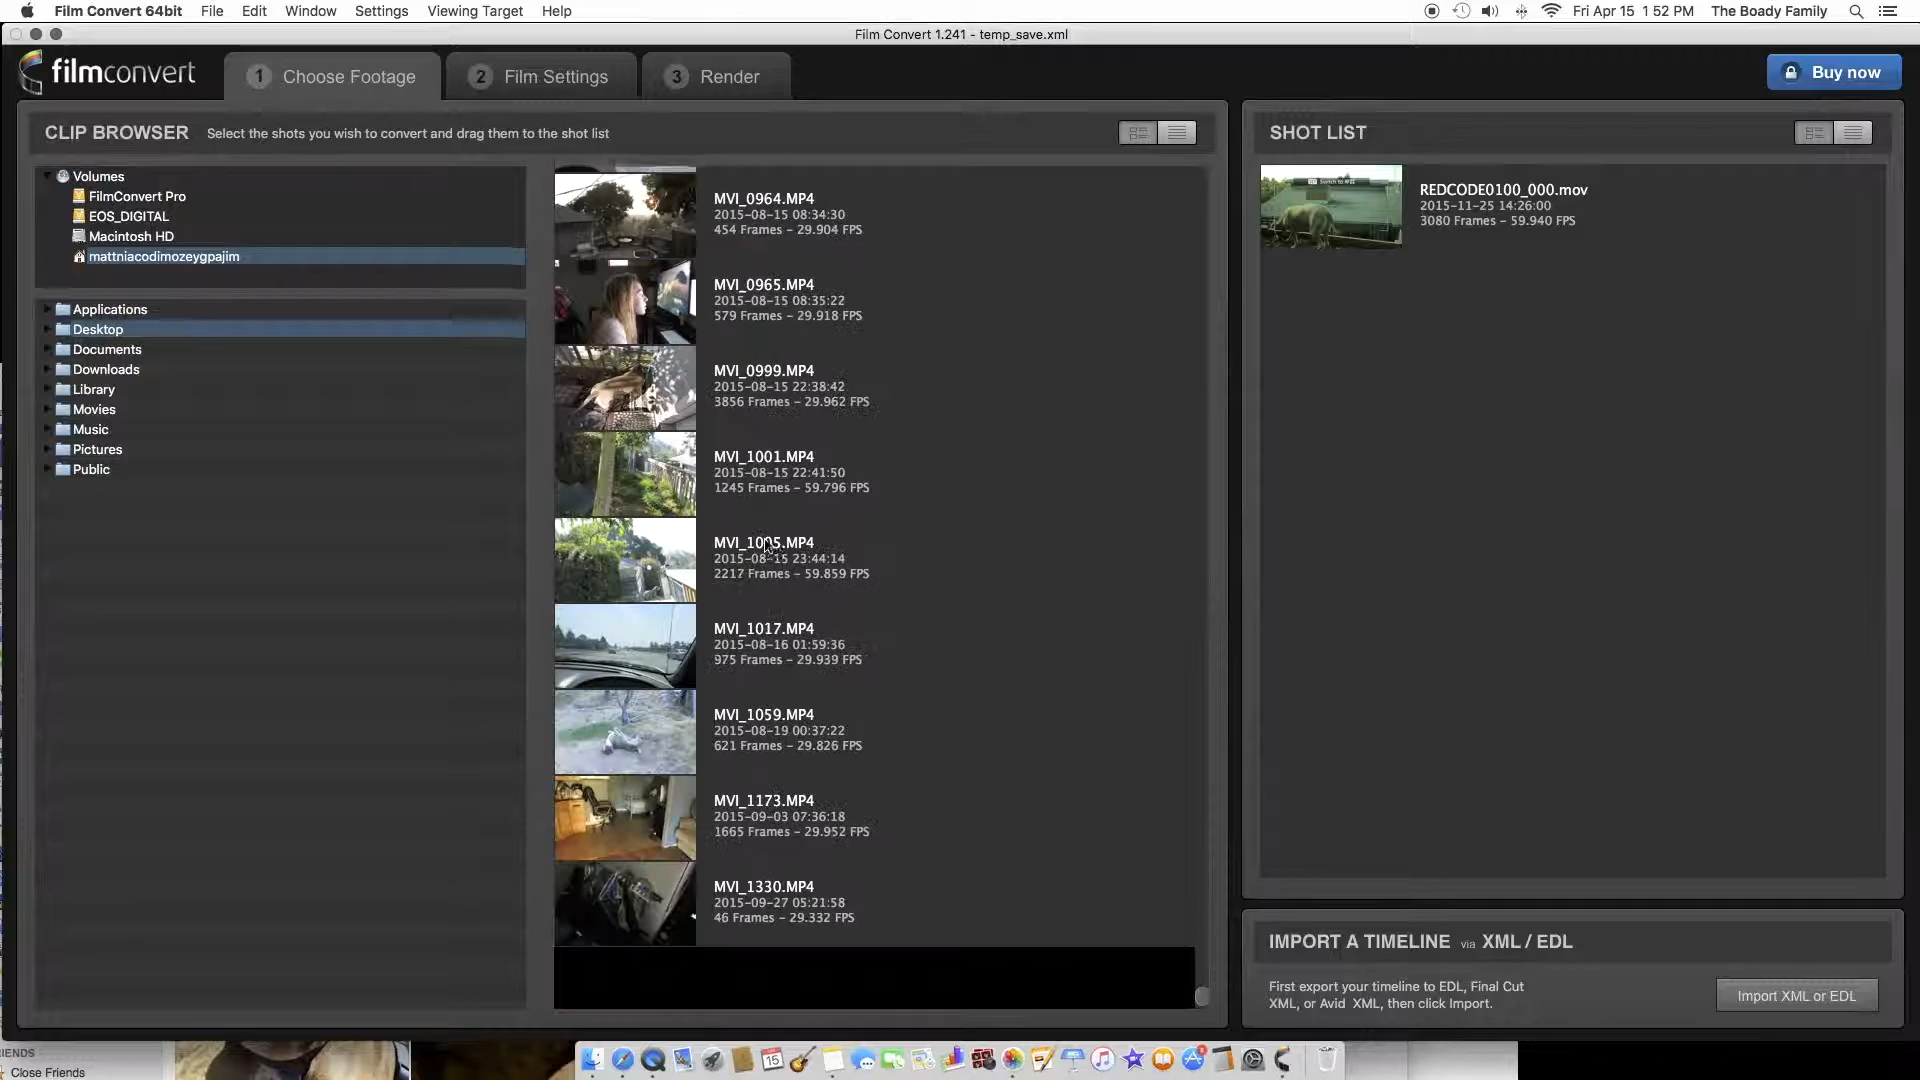 Film Convert 64bit File Edit Window Settings Viewing Target Help
Fri Apr 15 1 52 PM The Boady Family
Film Convert 1.241 - temp_save.xml
filmconvert
1 Choose Footage
2 Film Settings
3 Render
Buy now
CLIP BROWSER Select the shots you wish to convert and drag them to the shot list
Volumes
FilmConvert Pro
EOS_DIGITAL
Macintosh HD
mattniacodimozeygpajim
Applications
Desktop
Documents
Downloads
Library
Movies
Music
Pictures
Public
MVI_0964.MP4
2015-08-15 08:34:30
454 Frames - 29.904 FPS
MVI_0965.MP4
2015-08-15 08:35:22
579 Frames - 29.918 FPS
MVI_0999.MP4
2015-08-15 22:38:42
3856 Frames - 29.962 FPS
MVI_1001.MP4
2015-08-15 22:41:50
1245 Frames - 59.796 FPS
MVI_1005.MP4
2015-08-15 23:44:14
2217 Frames - 59.859 FPS
MVI_1017.MP4
2015-08-16 01:59:36
975 Frames - 29.939 FPS
MVI_1059.MP4
2015-08-19 00:37:22
621 Frames - 29.826 FPS
MVI_1173.MP4
2015-09-03 07:36:18
1665 Frames - 29.952 FPS
MVI_1330.MP4
2015-09-27 05:21:58
46 Frames - 29.332 FPS
SHOT LIST
REDCODE0100_000.mov
2015-11-25 14:26:00
3080 Frames - 59.940 FPS
IMPORT A TIMELINE via XML / EDL
First export your timeline to EDL, Final Cut
XML, or Avid XML, then click Import.
Import XML or EDL
Close Friends